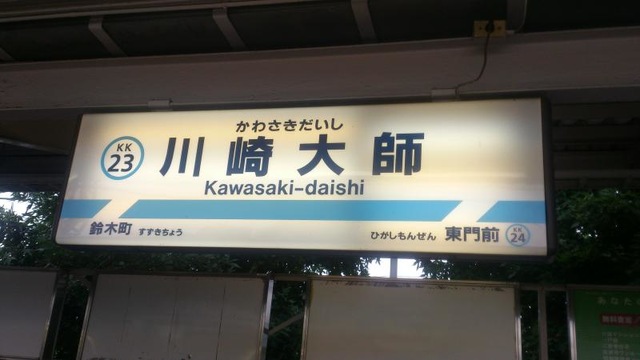 かわさきだいし
KK
23
川崎大師
Kawasaki-daishi
鈴木町 すずきちょう
ひがしもんぜん 東門前
KK
24